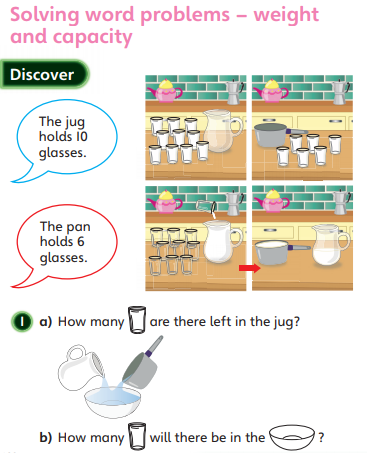 Solving word problems – weight
and capacity
Discover
The jug
holds 10
glasses.
The pan
holds 6
glasses.
1 a) How many are there left in the jug?
b) How many will there be in the ?